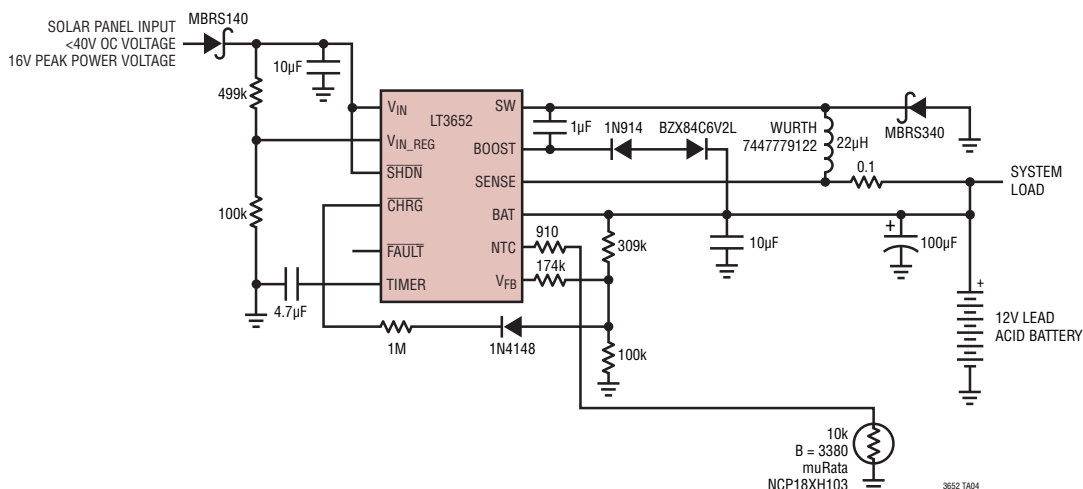 SOLAR PANEL INPUT
<40V OC VOLTAGE
16V PEAK POWER VOLTAGE
MBRS140
10µF
499k
100k
4.7µF
LT3652
VIN
VIN_REG
SHDN
CHRG
FAULT
TIMER
SW
BOOST
SENSE
BAT
NTC
VFB
1µF
1N914
BZX84C6V2L
WURTH
7447779122
22µH
MBRS340
0.1
SYSTEM
LOAD
910
174k
309k
10µF
+
100µF
+
12V LEAD
ACID BATTERY
1M
1N4148
100k
10k
B = 3380
muRata
NCP18XH103
3652 TA04